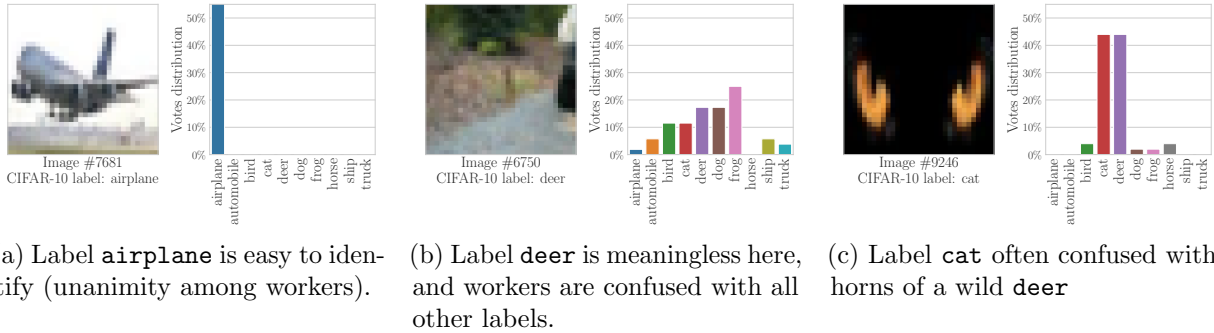 50%
40%
30%
20%
10%
0%
Votes distribution
airplane
automobile
bird
cat
deer
dog
frog
horse
ship
truck
Image #7681
CIFAR-10 label: airplane
a) Label airplane is easy to iden-
tify (unanimity among workers).
50%
40%
30%
20%
10%
0%
Votes distribution
airplane
automobile
bird
cat
deer
dog
frog
horse
ship
truck
Image #6750
CIFAR-10 label: deer
(b) Label deer is meaningless here,
and workers are confused with all
other labels.
50%
40%
30%
20%
10%
0%
Votes distribution
airplane
automobile
bird
cat
deer
dog
frog
horse
ship
truck
Image #9246
CIFAR-10 label: cat
(c) Label cat often confused with
horns of a wild deer